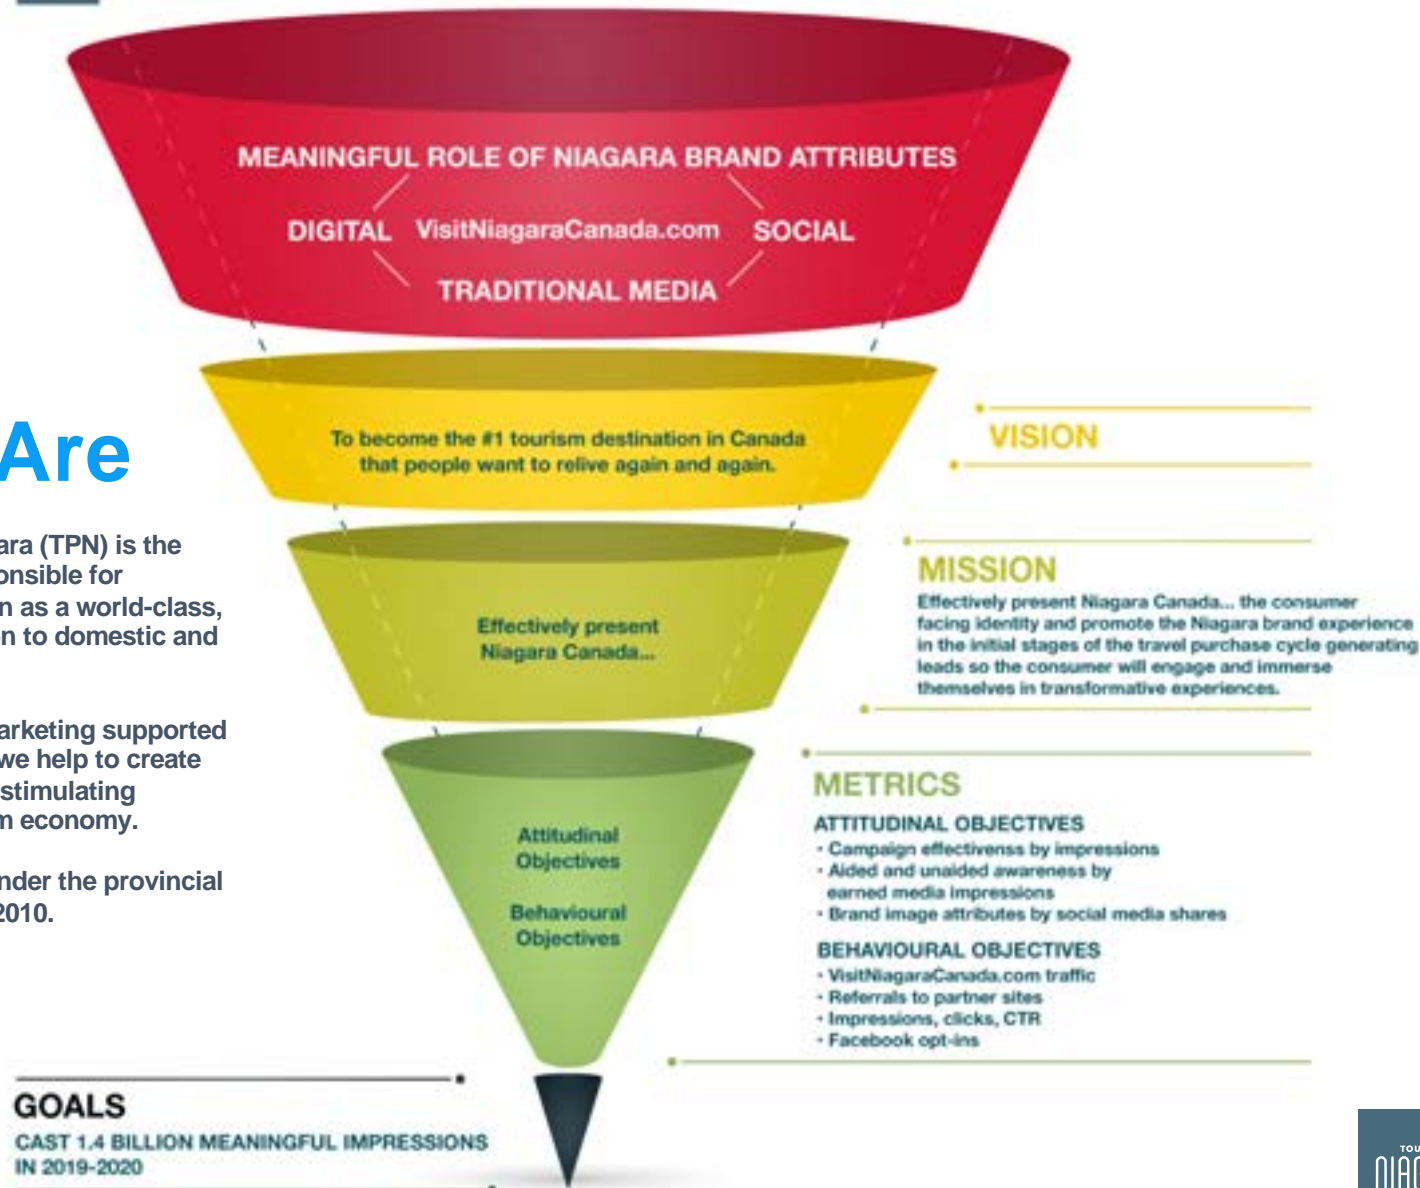 MEANINGFUL ROLE OF NIAGARA BRAND ATTRIBUTES
DIGITAL VisitNiagaraCanada.com SOCIAL
TRADITIONAL MEDIA
To become the #1 tourism destination in Canada
that people want to relive again and again.
VISION
Are
ara (TPN) is the
onsible for
n as a world-class,
n to domestic and
arketing supported
we help to create
stimulating
m economy.
nder the provincial
2010.
Effectively present
Niagara Canada...
MISSION
Effectively present Niagara Canada... the consumer
facing identity and promote the Niagara brand experience
in the initial stages of the travel purchase cycle generating
leads so the consumer will engage and immerse
themselves in transformative experiences.
Attitudinal
Objectives
Behavioural
Objectives
METRICS
ATTITUDINAL OBJECTIVES
· Campaign effectivenss by impressions
· Aided and unaided awareness by
earned media impressions
· Brand image attributes by social media shares
BEHAVIOURAL OBJECTIVES
· VisitNiagaraCanada.com traffic
· Referrals to partner sites
· Impressions, clicks, CTR
· Facebook opt-ins
GOALS
CAST 1.4 BILLION MEANINGFUL IMPRESSIONS
IN 2019-2020
TOU
NIAG